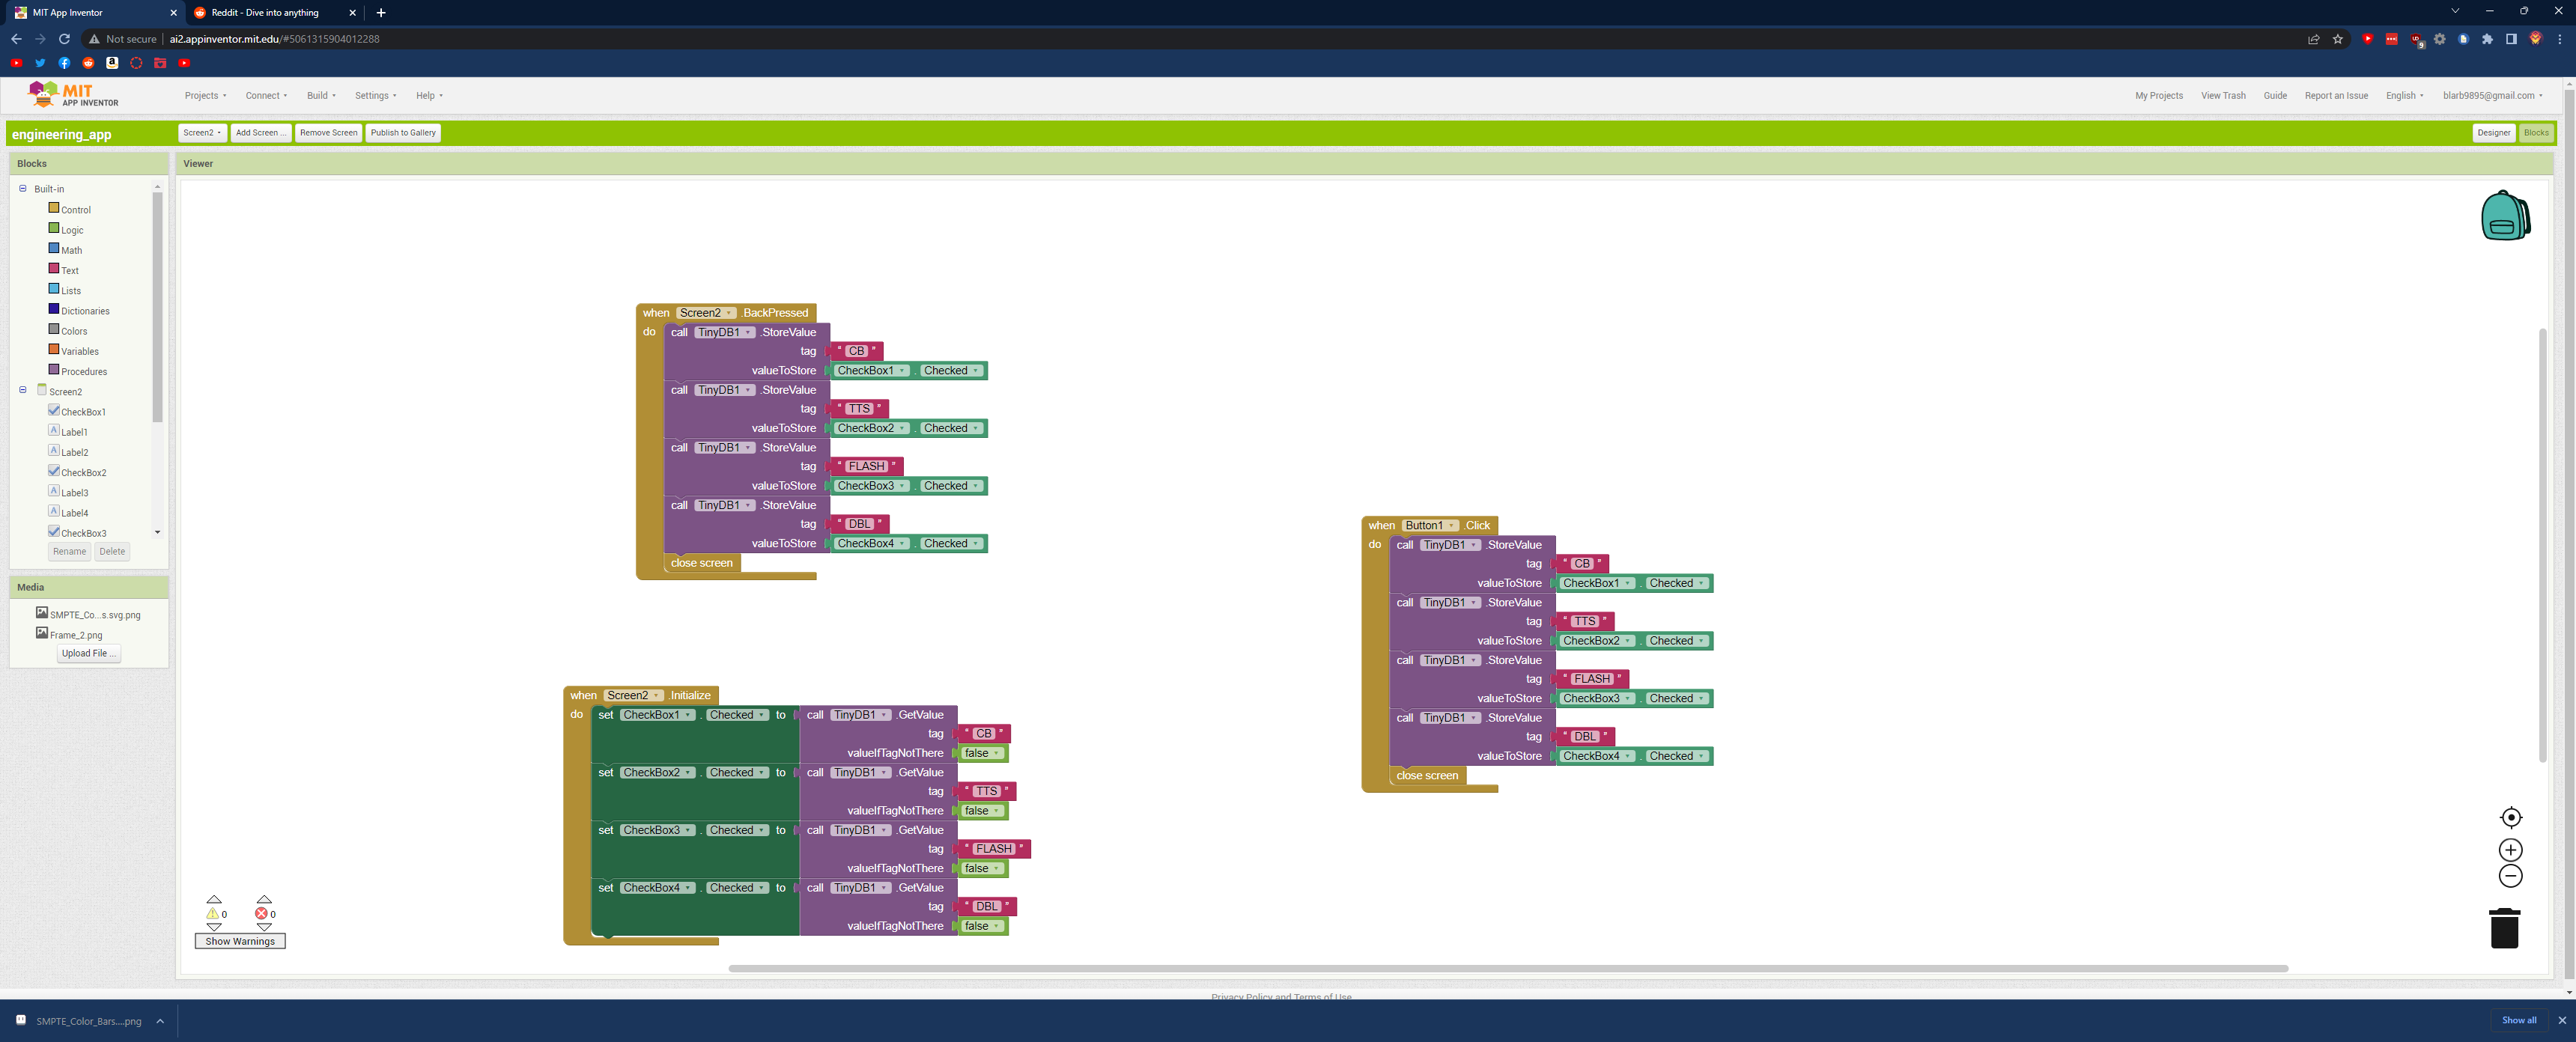 MIT App Inventor
Reddit - Dive into anything
Not secure
ai2.appinventor.mit.edu/#5061315904012288
9
MIT
APP INVENTOR
Projects
Connect
Build
Settings
Help
My Projects
View Trash
Guide
Report an Issue
English
blarb9895@gmail.com
engineering_app
Screen2
Add Screen ...
Remove Screen
Publish to Gallery
Designer
Blocks
Blocks
Built-in
Control
Logic
Math
Text
Lists
Dictionaries
Colors
Variables
Procedures
Screen2
CheckBox1
Label1
Label2
CheckBox2
Label3
Label4
CheckBox3
Rename
Delete
Media
SMPTE_Co...s.svg.png
Frame_2.png
Upload File ...
Viewer
when Screen2 .BackPressed
do call TinyDB1 .StoreValue
tag " CB "
valueToStore CheckBox1 . Checked
call TinyDB1 .StoreValue
tag " TTS "
valueToStore CheckBox2 . Checked
call TinyDB1 .StoreValue
tag " FLASH "
valueToStore CheckBox3 . Checked
call TinyDB1 .StoreValue
tag " DBL "
valueToStore CheckBox4 . Checked
close screen
when Screen2 .Initialize
do set CheckBox1 . Checked to call TinyDB1 .GetValue
tag " CB "
valueIfTagNotThere false
set CheckBox2 . Checked to call TinyDB1 .GetValue
tag " TTS "
valueIfTagNotThere false
set CheckBox3 . Checked to call TinyDB1 .GetValue
tag " FLASH "
valueIfTagNotThere false
set CheckBox4 . Checked to call TinyDB1 .GetValue
tag " DBL "
valueIfTagNotThere false
when Button1 .Click
do call TinyDB1 .StoreValue
tag " CB "
valueToStore CheckBox1 . Checked
call TinyDB1 .StoreValue
tag " TTS "
valueToStore CheckBox2 . Checked
call TinyDB1 .StoreValue
tag " FLASH "
valueToStore CheckBox3 . Checked
call TinyDB1 .StoreValue
tag " DBL "
valueToStore CheckBox4 . Checked
close screen
0
0
Show Warnings
Privacy Policy and Terms of Use
SMPTE_Color_Bars....png
Show all